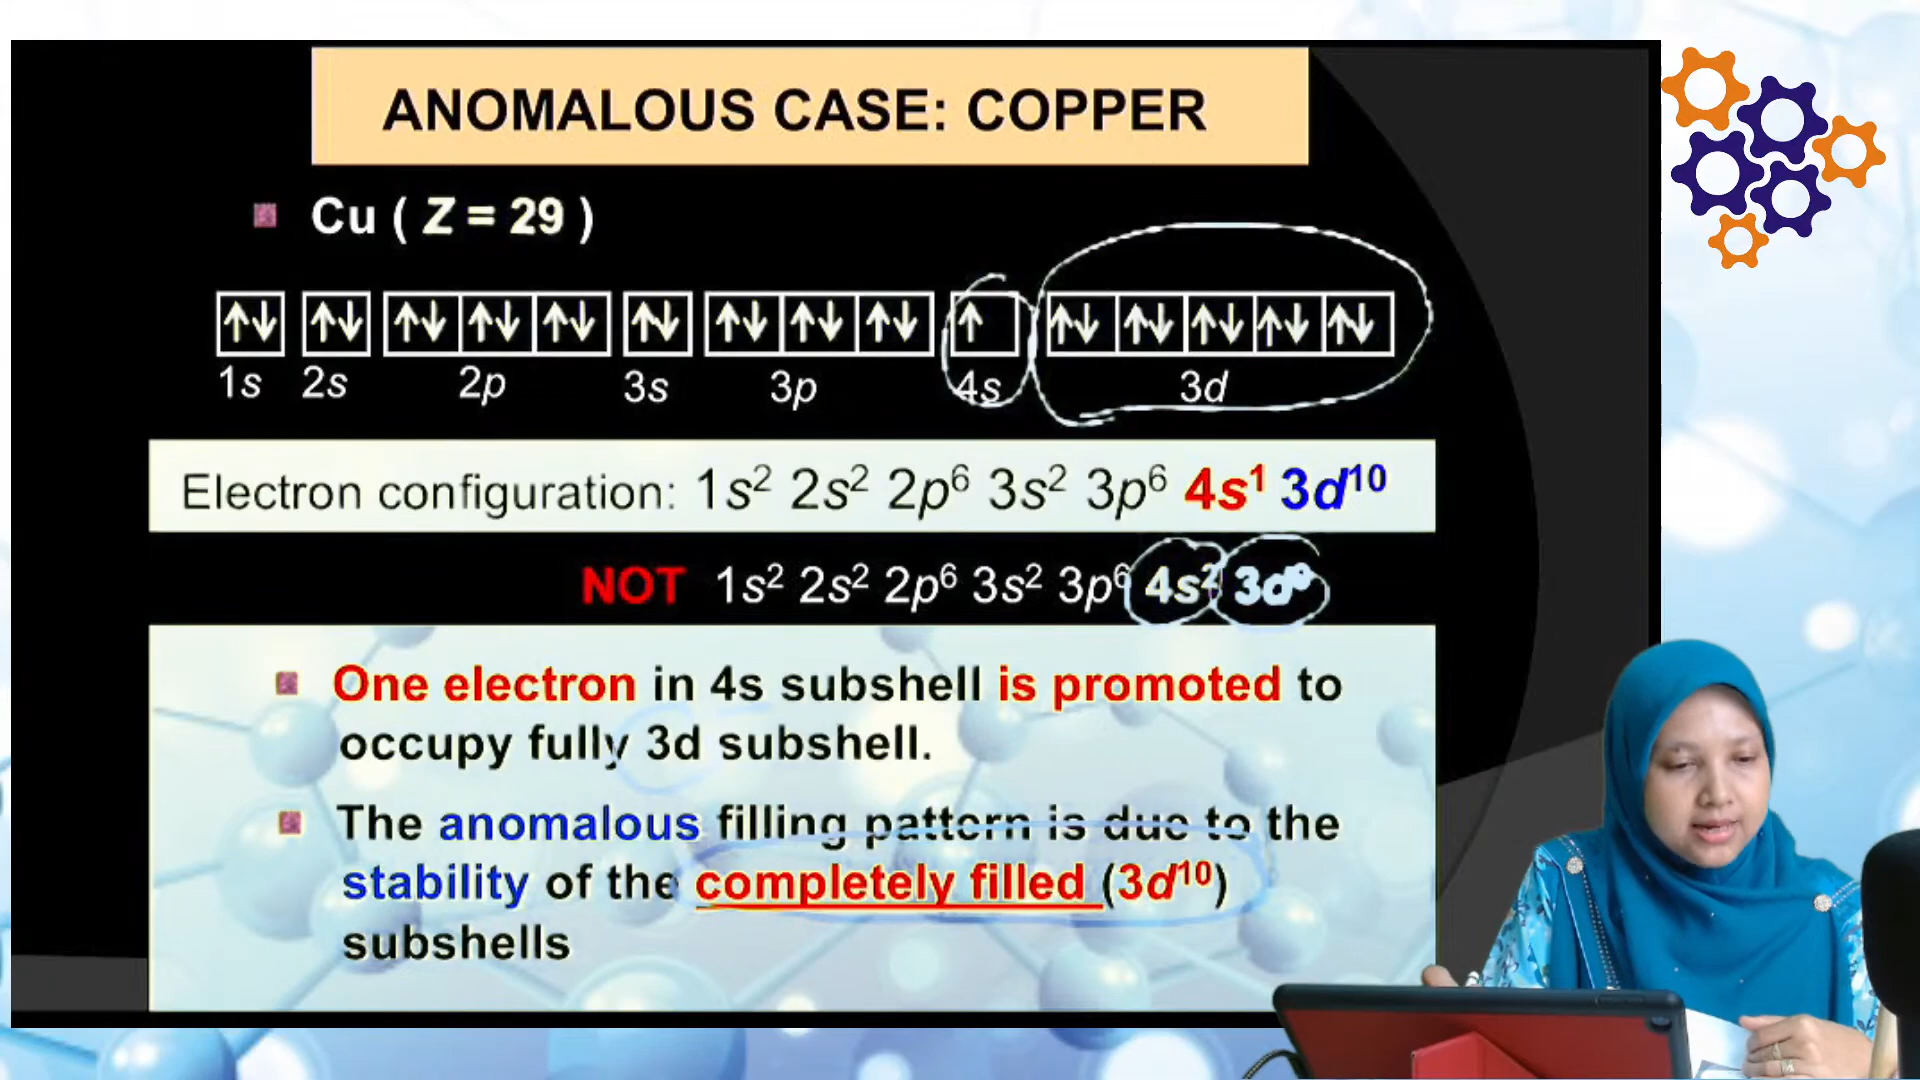 ANOMALOUS CASE: COPPER
Cu ( Z = 29 )
↑↓ ↑↓ ↑↓ ↑↓ ↑↓ ↑↓ ↑↓ ↑↓ ↑↓ ↑ ↑↓ ↑↓ ↑↓ ↑↓ ↑↓
1s 2s 2p 3s 3p 4s 3d
Electron configuration: 1s² 2s² 2p⁶ 3s² 3p⁶ 4s¹ 3d¹⁰
NOT 1s² 2s² 2p⁶ 3s² 3p⁶ 4s² 3d⁹
One electron in 4s subshell is promoted to
occupy fully 3d subshell.
The anomalous filling pattern is due to the
stability of the completely filled (3d¹⁰)
subshells